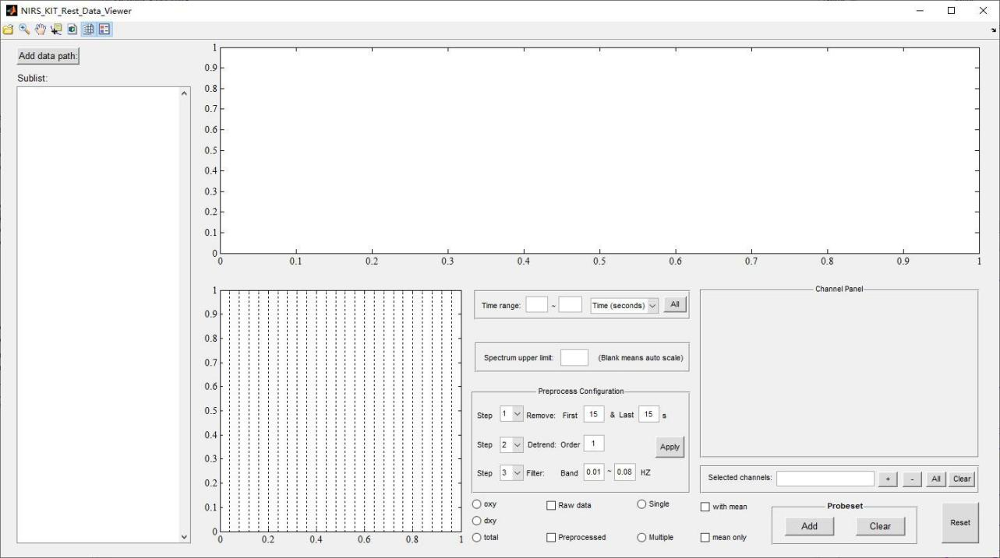 NIRS_KIT_Rest_Data_Viewer
Add data path:
Sublist:
1
0.9
0.8
0.7
0.6
0.5
0.4
0.3
0.2
0.1
0
0 0.1 0.2 0.3 0.4 0.5 0.6 0.7 0.8 0.9 1
1
0.9
0.8
0.7
0.6
0.5
0.4
0.3
0.2
0.1
0
0 0.2 0.4 0.6 0.8 1
Time range: ~ Time (seconds) All
Spectrum upper limit: (Blank means auto scale)
Preprocess Configuration
Step 1 Remove: First 15 & Last 15 s
Step 2 Detrend: Order 1
Apply
Step 3 Filter: Band 0.01 ~ 0.08 HZ
Channel Panel
Selected channels: + - All Clear
oxy Raw data Single with mean
dxy
total Preprocessed Multiple mean only
Probeset
Add Clear
Reset